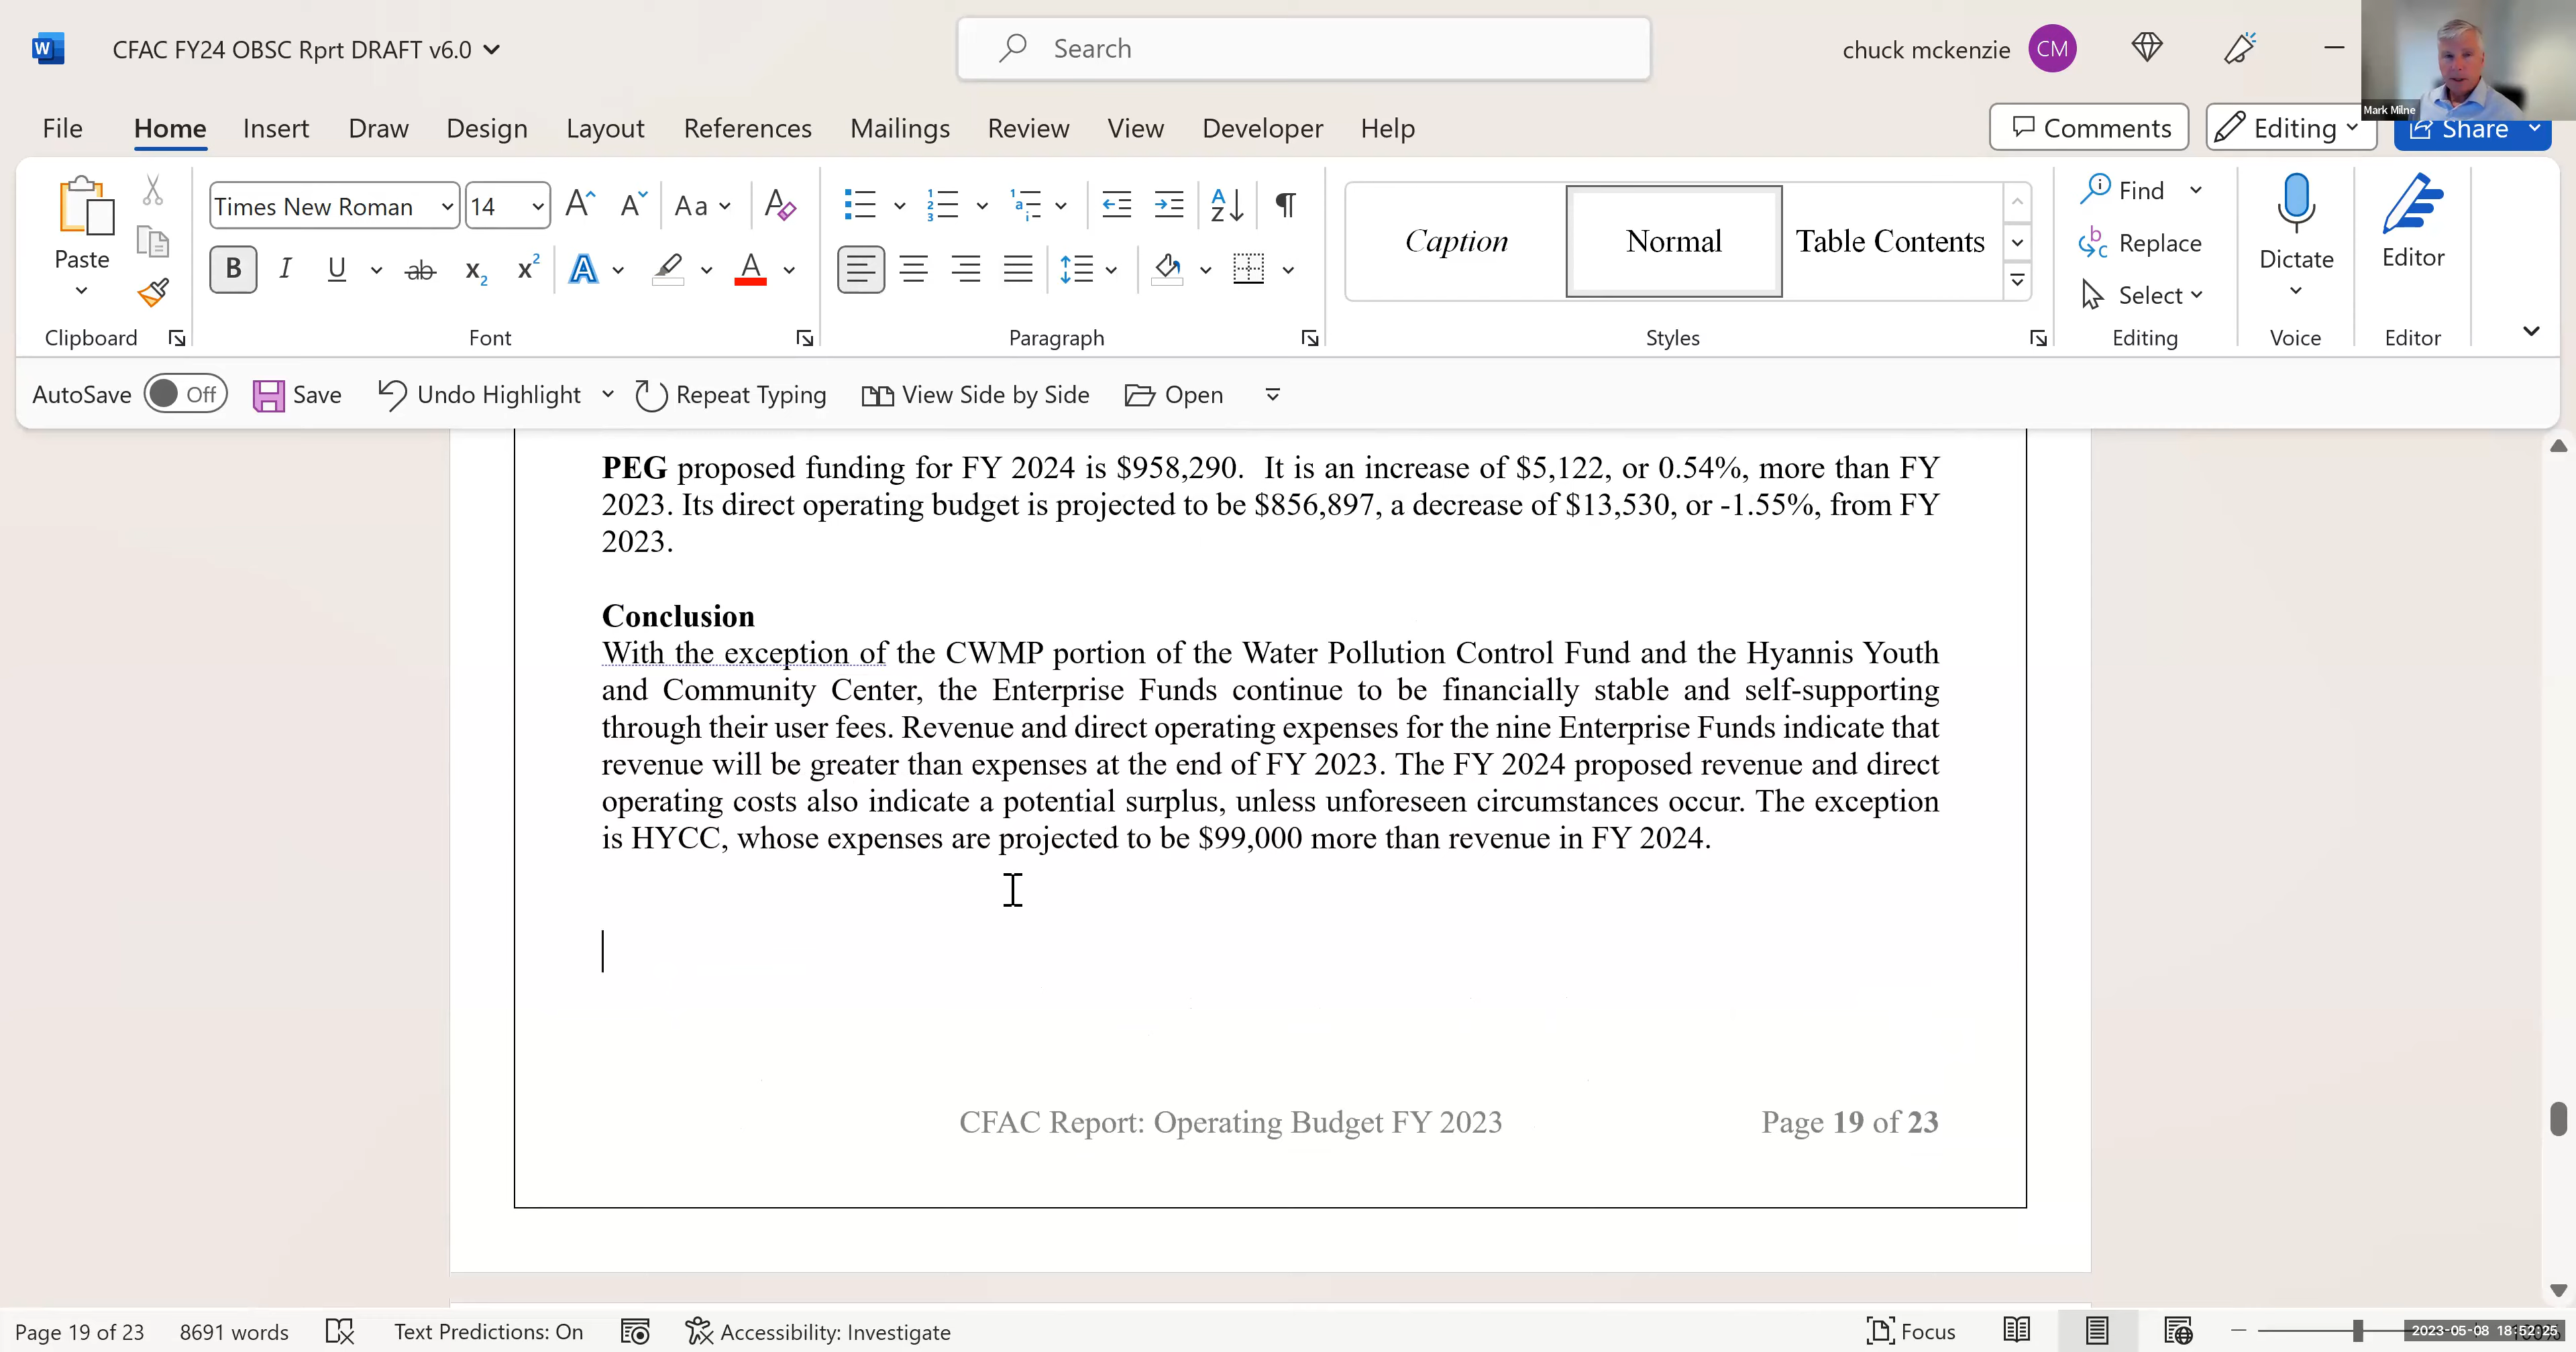 CFAC FY24 OBSC Rprt DRAFT v6.0
Search
chuck mckenzie CM
Mark Milne
File Home Insert Draw Design Layout References Mailings Review View Developer Help
Comments Editing Share
Times New Roman 14
Paste
Caption Normal Table Contents
Find
Replace
Select
Dictate
Editor
Clipboard Font Paragraph Styles Editing Voice Editor
AutoSave Off Save Undo Highlight Repeat Typing View Side by Side Open
PEG proposed funding for FY 2024 is $958,290. It is an increase of $5,122, or 0.54%, more than FY
2023. Its direct operating budget is projected to be $856,897, a decrease of $13,530, or -1.55%, from FY
2023.
Conclusion
With the exception of the CWMP portion of the Water Pollution Control Fund and the Hyannis Youth
and Community Center, the Enterprise Funds continue to be financially stable and self-supporting
through their user fees. Revenue and direct operating expenses for the nine Enterprise Funds indicate that
revenue will be greater than expenses at the end of FY 2023. The FY 2024 proposed revenue and direct
operating costs also indicate a potential surplus, unless unforeseen circumstances occur. The exception
is HYCC, whose expenses are projected to be $99,000 more than revenue in FY 2024.
CFAC Report: Operating Budget FY 2023 Page 19 of 23
Page 19 of 23 8691 words Text Predictions: On Accessibility: Investigate Focus
2023-05-08 18:52:25